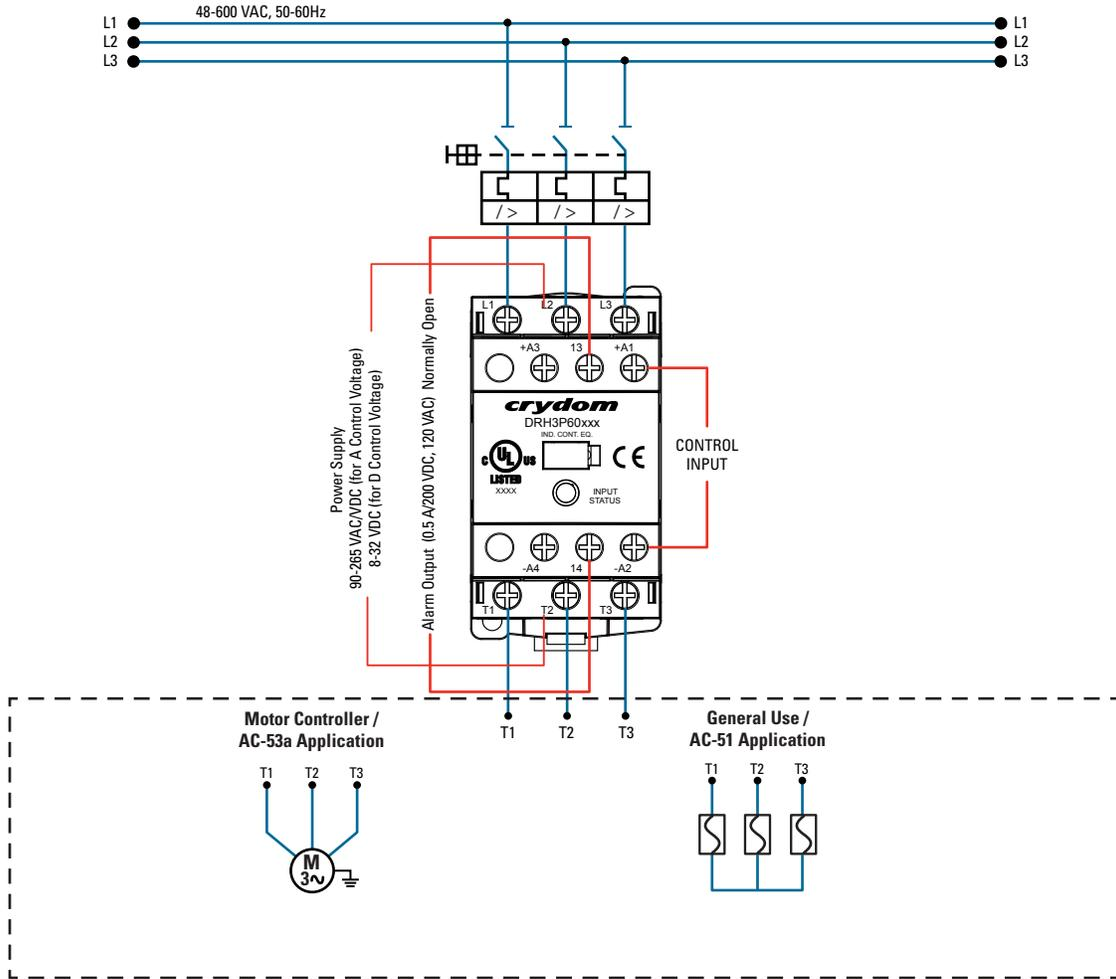 48-600 VAC, 50-60Hz
L1
L1
L2
L2
L3
L3
/ >
/ >
/ >
L1
L2
L3
+A3
13
+A1
crydom
DRH3P60xxx
IND. CONT. EQ.
C UL US
LISTED
XXXX
CE
INPUT
STATUS
CONTROL
INPUT
Power Supply
90-265 VAC/VDC (for A Control Voltage)
8-32 VDC (for D Control Voltage)
Alarm Output (0.5 A/200 VDC, 120 VAC) Normally Open
-A4
14
-A2
T1
T2
T3
T1
T2
T3
Motor Controller /
AC-53a Application
T1
T2
T3
M
3∿
General Use /
AC-51 Application
T1
T2
T3